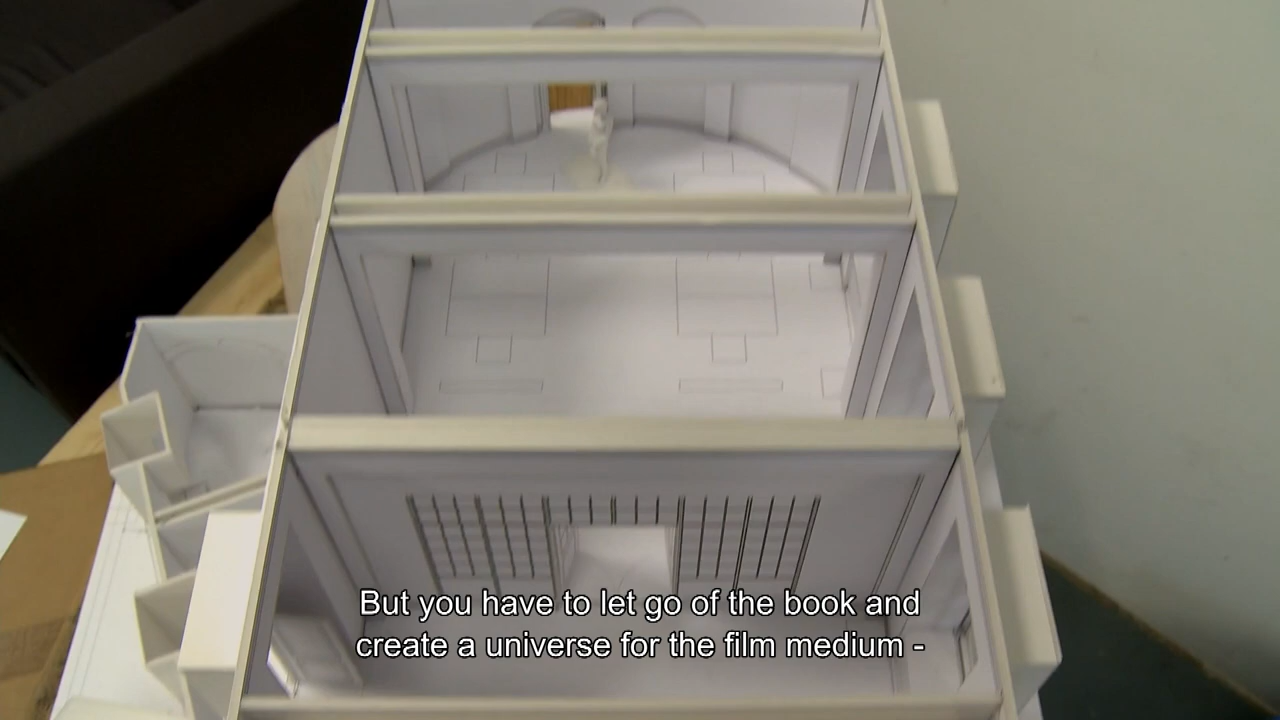 But you have to let go of the book and
create a universe for the film medium -